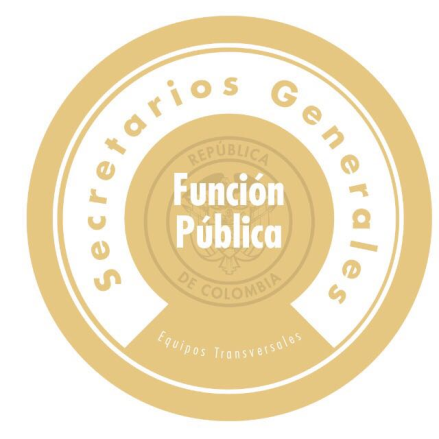 Secretarios Generales
REPÚBLICA
Función
Pública
DE COLOMBIA
Equipos Transversales